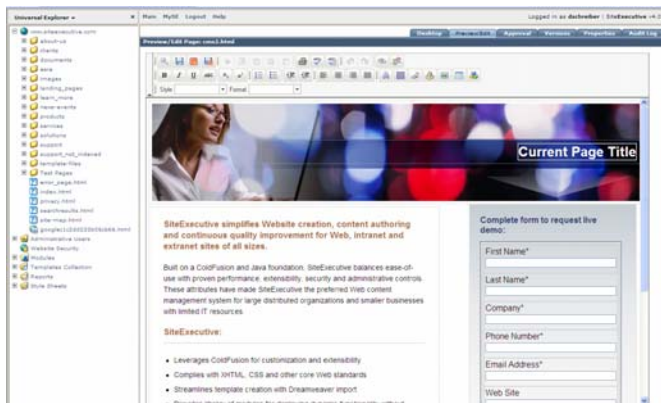 Universal Explorer
Main MySE Logout Help
Logged in as dschreiber | SiteExecutive
Desktop Preview/Edit Approval Versions Properties Audit Log
Preview/Edit Page:
www.siteexecutive.com
about-us
clients
documents
images
landing_pages
learn_more
news-events
products
services
solutions
support
support_not_indexed
template-files
Test Pages
error_page.html
index.html
privacy.html
searchresults.html
site-map.html
Administrative Users
Website Security
Modules
Templates Collection
Reports
Style Sheets
Style
Format
Current Page Title
SiteExecutive simplifies Website creation, content authoring
and continuous quality improvement for Web, intranet and
extranet sites of all sizes.
Built on a ColdFusion and Java foundation, SiteExecutive balances ease-of-
use with proven performance, extensibility, security and administrative controls.
These attributes have made SiteExecutive the preferred Web content
management system for large distributed organizations and smaller businesses
with limited IT resources
SiteExecutive:
Leverages ColdFusion for customization and extensibility
Complies with XHTML, CSS and other core Web standards
Streamlines template creation with Dreamweaver import
Complete form to request live
demo:
First Name*
Last Name*
Company*
Phone Number*
Email Address*
Web Site